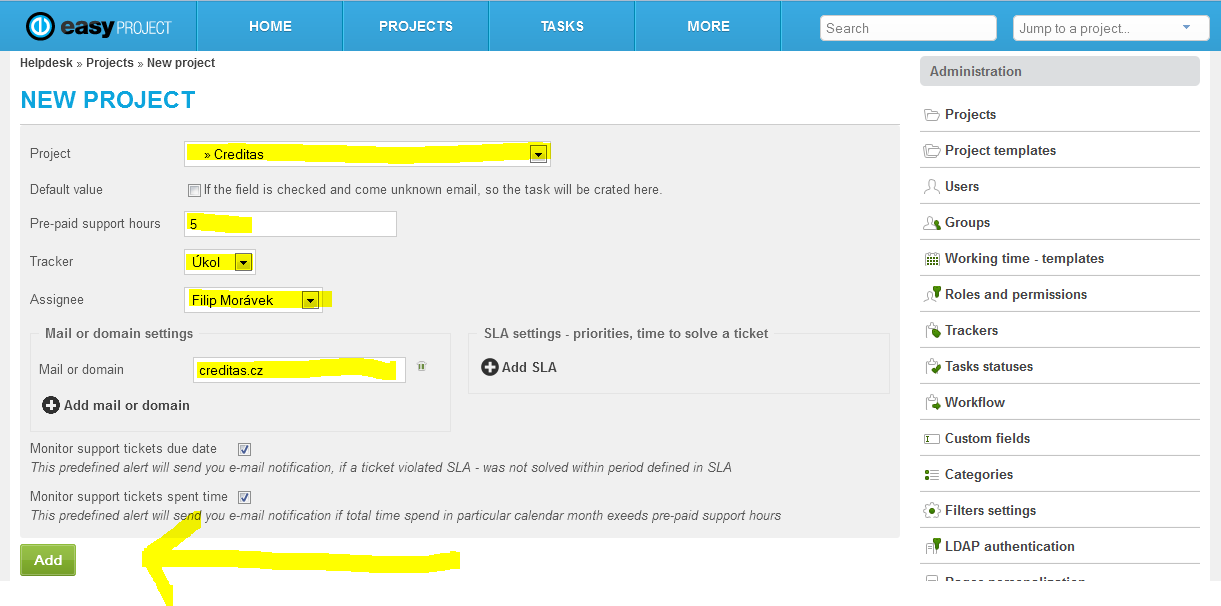 easy PROJECT HOME PROJECTS TASKS MORE Search Jump to a project...
Helpdesk » Projects » New project
NEW PROJECT
Project » Creditas
Default value If the field is checked and come unknown email, so the task will be crated here.
Pre-paid support hours 5
Tracker Úkol
Assignee Filip Morávek
Mail or domain settings
Mail or domain creditas.cz
Add mail or domain
SLA settings - priorities, time to solve a ticket
Add SLA
Monitor support tickets due date
This predefined alert will send you e-mail notification, if a ticket violated SLA - was not solved within period defined in SLA
Monitor support tickets spent time
This predefined alert will send you e-mail notification if total time spend in particular calendar month exeeds pre-paid support hours
Add
Administration
Projects
Project templates
Users
Groups
Working time - templates
Roles and permissions
Trackers
Tasks statuses
Workflow
Custom fields
Categories
Filters settings
LDAP authentication